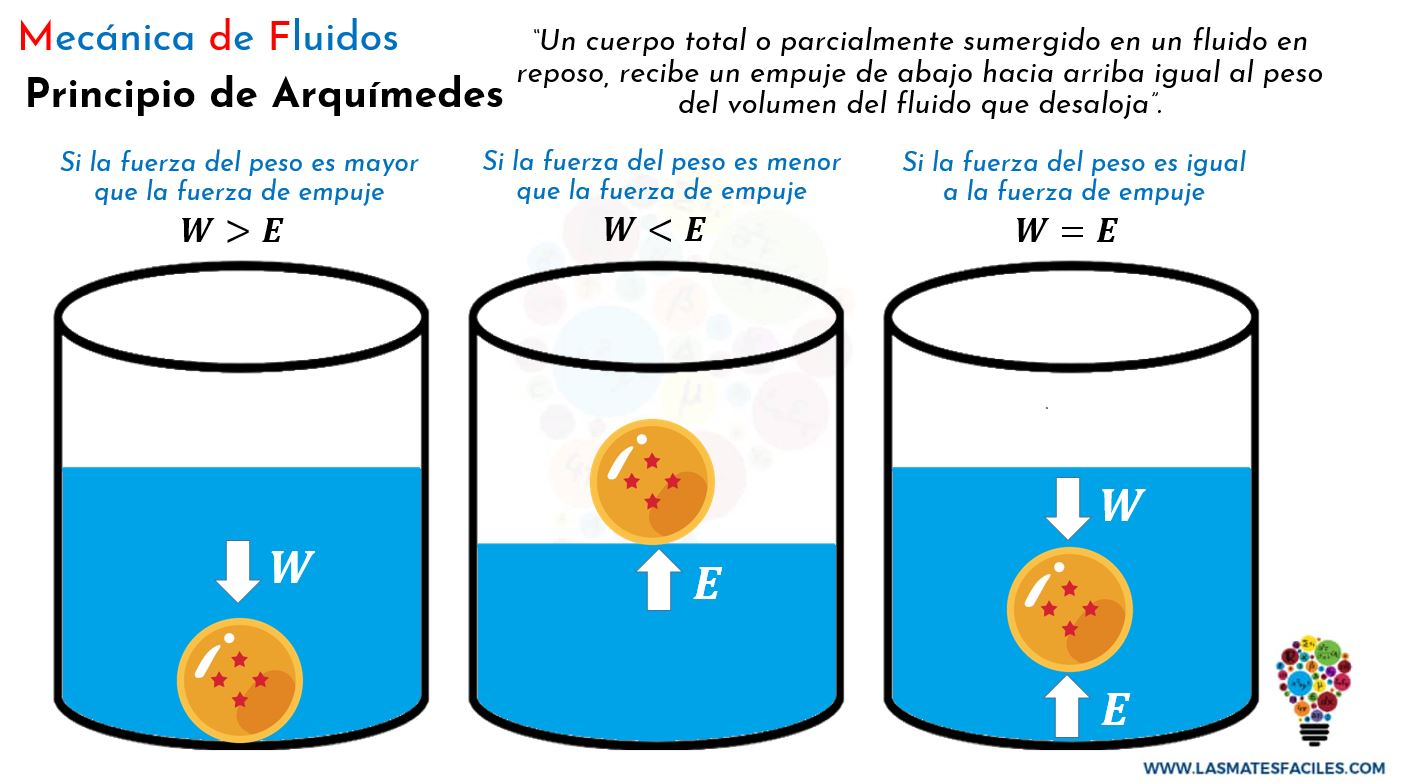 Mecánica de Fluidos
Principio de Arquímedes
“Un cuerpo total o parcialmente sumergido en un fluido en
reposo, recibe un empuje de abajo hacia arriba igual al peso
del volumen del fluido que desaloja”.
Si la fuerza del peso es mayor
que la fuerza de empuje
W > E
Si la fuerza del peso es menor
que la fuerza de empuje
W < E
Si la fuerza del peso es igual
a la fuerza de empuje
W = E
W
E
W
E
WWW.LASMATESFACILES.COM